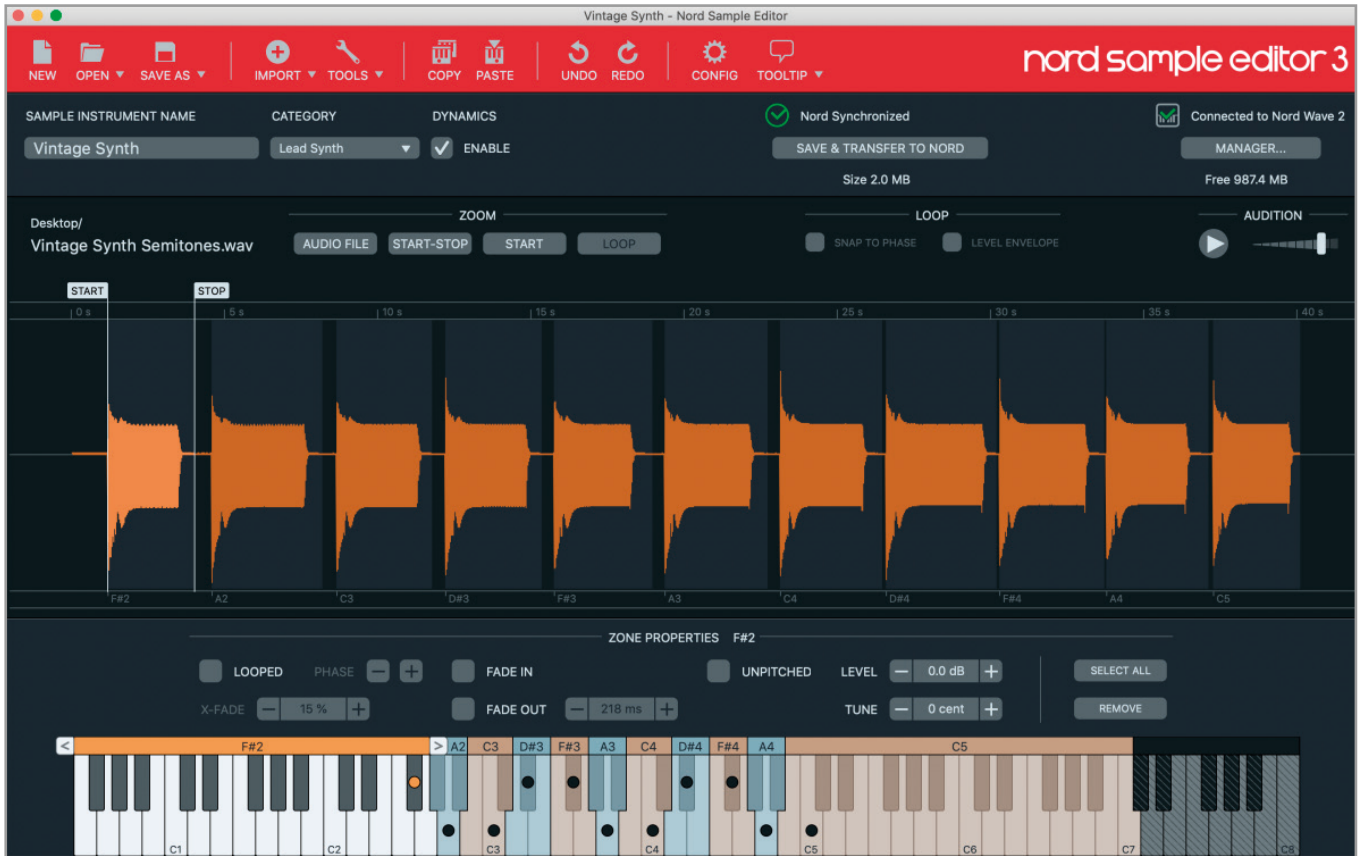 Vintage Synth - Nord Sample Editor
NEW OPEN SAVE AS IMPORT TOOLS COPY PASTE UNDO REDO CONFIG TOOLTIP
nord sample editor 3
SAMPLE INSTRUMENT NAME CATEGORY DYNAMICS Nord Synchronized Connected to Nord Wave 2
Vintage Synth Lead Synth ENABLE SAVE & TRANSFER TO NORD MANAGER...
Size 2.0 MB Free 987.4 MB
Desktop/ ZOOM LOOP AUDITION
Vintage Synth Semitones.wav AUDIO FILE START-STOP START LOOP SNAP TO PHASE LEVEL ENVELOPE
START STOP
0 s 5 s 10 s 15 s 20 s 25 s 30 s 35 s 40 s
F#2 A2 C3 D#3 F#3 A3 C4 D#4 F#4 A4 C5
ZONE PROPERTIES F#2
LOOPED PHASE − + FADE IN UNPITCHED LEVEL − 0.0 dB + SELECT ALL
X-FADE − 15 % + FADE OUT − 218 ms + TUNE − 0 cent + REMOVE
< F#2 > A2 C3 D#3 F#3 A3 C4 D#4 F#4 A4 C5
C1 C2 C3 C4 C5 C6 C7 C8